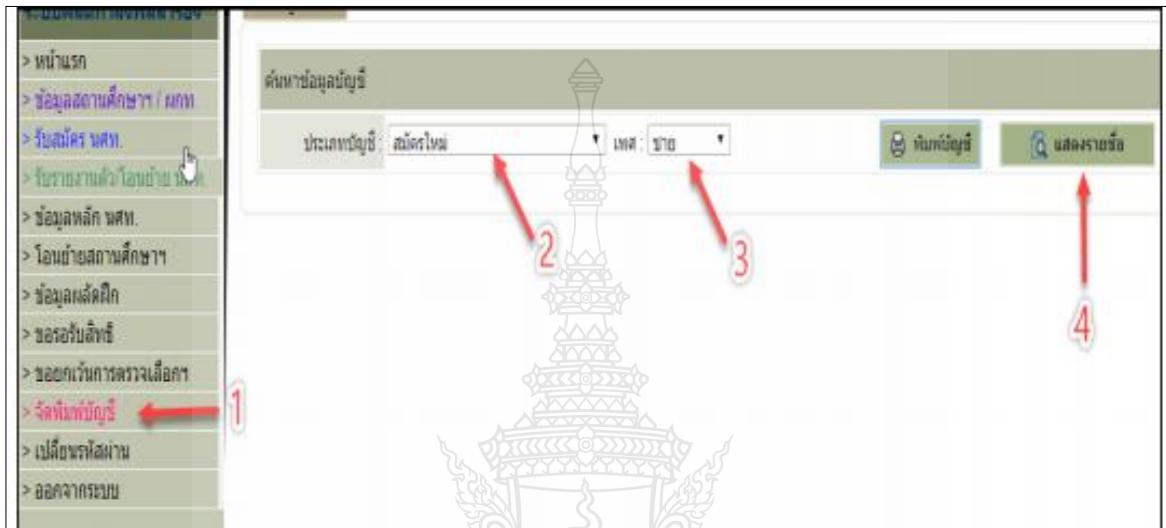 > หน้าแรก
> ข้อมูลสถานศึกษาฯ / ผกท.
> รับสมัคร นศท.
> รับรายงานตัว/โอนย้าย
> ข้อมูลหลัก นศท.
> โอนย้ายสถานศึกษาฯ
> ข้อมูลผลัดฝึก
> ขอรอรับสิทธิ์
> ขอยกเว้นการตรวจเลือกฯ
> จัดพิมพ์บัญชี
> เปลี่ยนรหัสผ่าน
> ออกจากระบบ
ค้นหาข้อมูลบัญชี
ประเภทบัญชี : สมัครใหม่ เพศ : ชาย พิมพ์บัญชี แสดงรายชื่อ
1
2
3
4